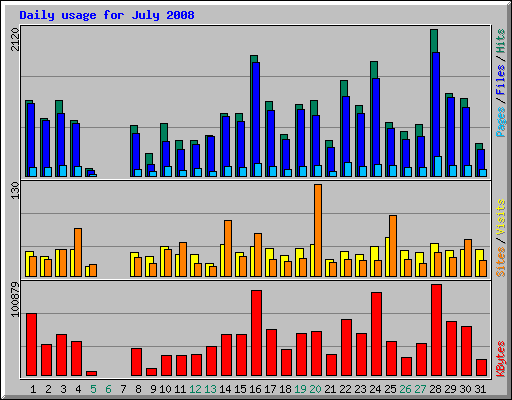 Daily usage for July 2008
2120
Pages / Files / Hits
130
Sites / Visits
100879
KBytes
1 2 3 4 5 6 7 8 9 10 11 12 13 14 15 16 17 18 19 20 21 22 23 24 25 26 27 28 29 30 31